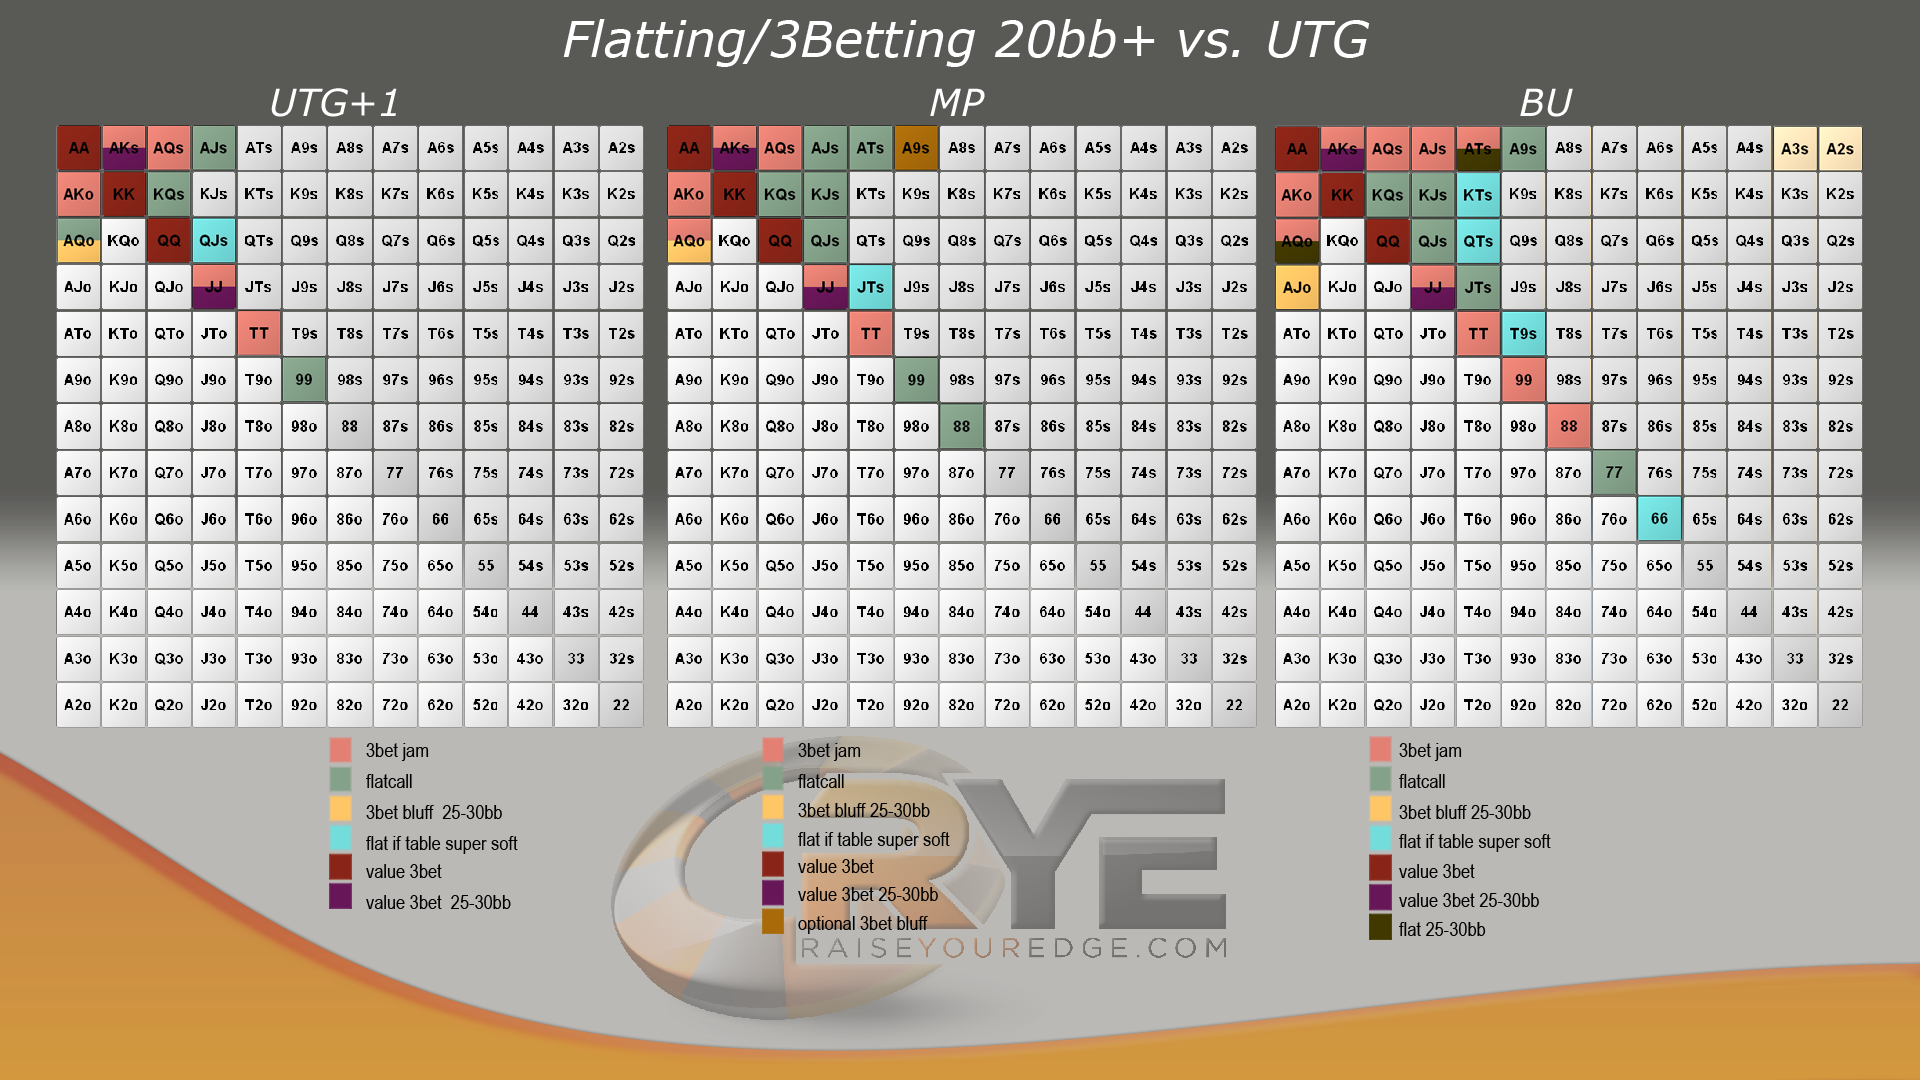 Flatting/3Betting 20bb+ vs. UTG
UTG+1
AA AKs AQs AJs ATs A9s A8s A7s A6s A5s A4s A3s A2s
AKo KK KQs KJs KTs K9s K8s K7s K6s K5s K4s K3s K2s
AQo KQo QQ QJs QTs Q9s Q8s Q7s Q6s Q5s Q4s Q3s Q2s
AJo KJo QJo JJ JTs J9s J8s J7s J6s J5s J4s J3s J2s
ATo KTo QTo JTo TT T9s T8s T7s T6s T5s T4s T3s T2s
A9o K9o Q9o J9o T9o 99 98s 97s 96s 95s 94s 93s 92s
A8o K8o Q8o J8o T8o 98o 88 87s 86s 85s 84s 83s 82s
A7o K7o Q7o J7o T7o 97o 87o 77 76s 75s 74s 73s 72s
A6o K6o Q6o J6o T6o 96o 86o 76o 66 65s 64s 63s 62s
A5o K5o Q5o J5o T5o 95o 85o 75o 65o 55 54s 53s 52s
A4o K4o Q4o J4o T4o 94o 84o 74o 64o 54o 44 43s 42s
A3o K3o Q3o J3o T3o 93o 83o 73o 63o 53o 43o 33 32s
A2o K2o Q2o J2o T2o 92o 82o 72o 62o 52o 42o 32o 22
3bet jam
flatcall
3bet bluff 25-30bb
flat if table super soft
value 3bet
value 3bet 25-30bb
MP
AA AKs AQs AJs ATs A9s A8s A7s A6s A5s A4s A3s A2s
AKo KK KQs KJs KTs K9s K8s K7s K6s K5s K4s K3s K2s
AQo KQo QQ QJs QTs Q9s Q8s Q7s Q6s Q5s Q4s Q3s Q2s
AJo KJo QJo JJ JTs J9s J8s J7s J6s J5s J4s J3s J2s
ATo KTo QTo JTo TT T9s T8s T7s T6s T5s T4s T3s T2s
A9o K9o Q9o J9o T9o 99 98s 97s 96s 95s 94s 93s 92s
A8o K8o Q8o J8o T8o 98o 88 87s 86s 85s 84s 83s 82s
A7o K7o Q7o J7o T7o 97o 87o 77 76s 75s 74s 73s 72s
A6o K6o Q6o J6o T6o 96o 86o 76o 66 65s 64s 63s 62s
A5o K5o Q5o J5o T5o 95o 85o 75o 65o 55 54s 53s 52s
A4o K4o Q4o J4o T4o 94o 84o 74o 64o 54o 44 43s 42s
A3o K3o Q3o J3o T3o 93o 83o 73o 63o 53o 43o 33 32s
A2o K2o Q2o J2o T2o 92o 82o 72o 62o 52o 42o 32o 22
3bet jam
flatcall
3bet bluff 25-30bb
flat if table super soft
value 3bet
value 3bet 25-30bb
optional 3bet bluff
RYE
RAISEYOUREDGE.COM
BU
AA AKs AQs AJs ATs A9s A8s A7s A6s A5s A4s A3s A2s
AKo KK KQs KJs KTs K9s K8s K7s K6s K5s K4s K3s K2s
AQo KQo QQ QJs QTs Q9s Q8s Q7s Q6s Q5s Q4s Q3s Q2s
AJo KJo QJo JJ JTs J9s J8s J7s J6s J5s J4s J3s J2s
ATo KTo QTo JTo TT T9s T8s T7s T6s T5s T4s T3s T2s
A9o K9o Q9o J9o T9o 99 98s 97s 96s 95s 94s 93s 92s
A8o K8o Q8o J8o T8o 98o 88 87s 86s 85s 84s 83s 82s
A7o K7o Q7o J7o T7o 97o 87o 77 76s 75s 74s 73s 72s
A6o K6o Q6o J6o T6o 96o 86o 76o 66 65s 64s 63s 62s
A5o K5o Q5o J5o T5o 95o 85o 75o 65o 55 54s 53s 52s
A4o K4o Q4o J4o T4o 94o 84o 74o 64o 54o 44 43s 42s
A3o K3o Q3o J3o T3o 93o 83o 73o 63o 53o 43o 33 32s
A2o K2o Q2o J2o T2o 92o 82o 72o 62o 52o 42o 32o 22
3bet jam
flatcall
3bet bluff 25-30bb
flat if table super soft
value 3bet
value 3bet 25-30bb
flat 25-30bb